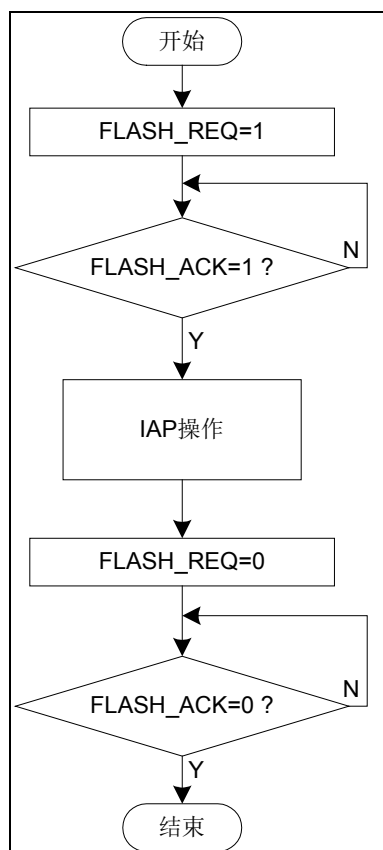 开始
FLASH_REQ=1
FLASH_ACK=1 ?
N
Y
IAP操作
FLASH_REQ=0
FLASH_ACK=0 ?
N
Y
结束